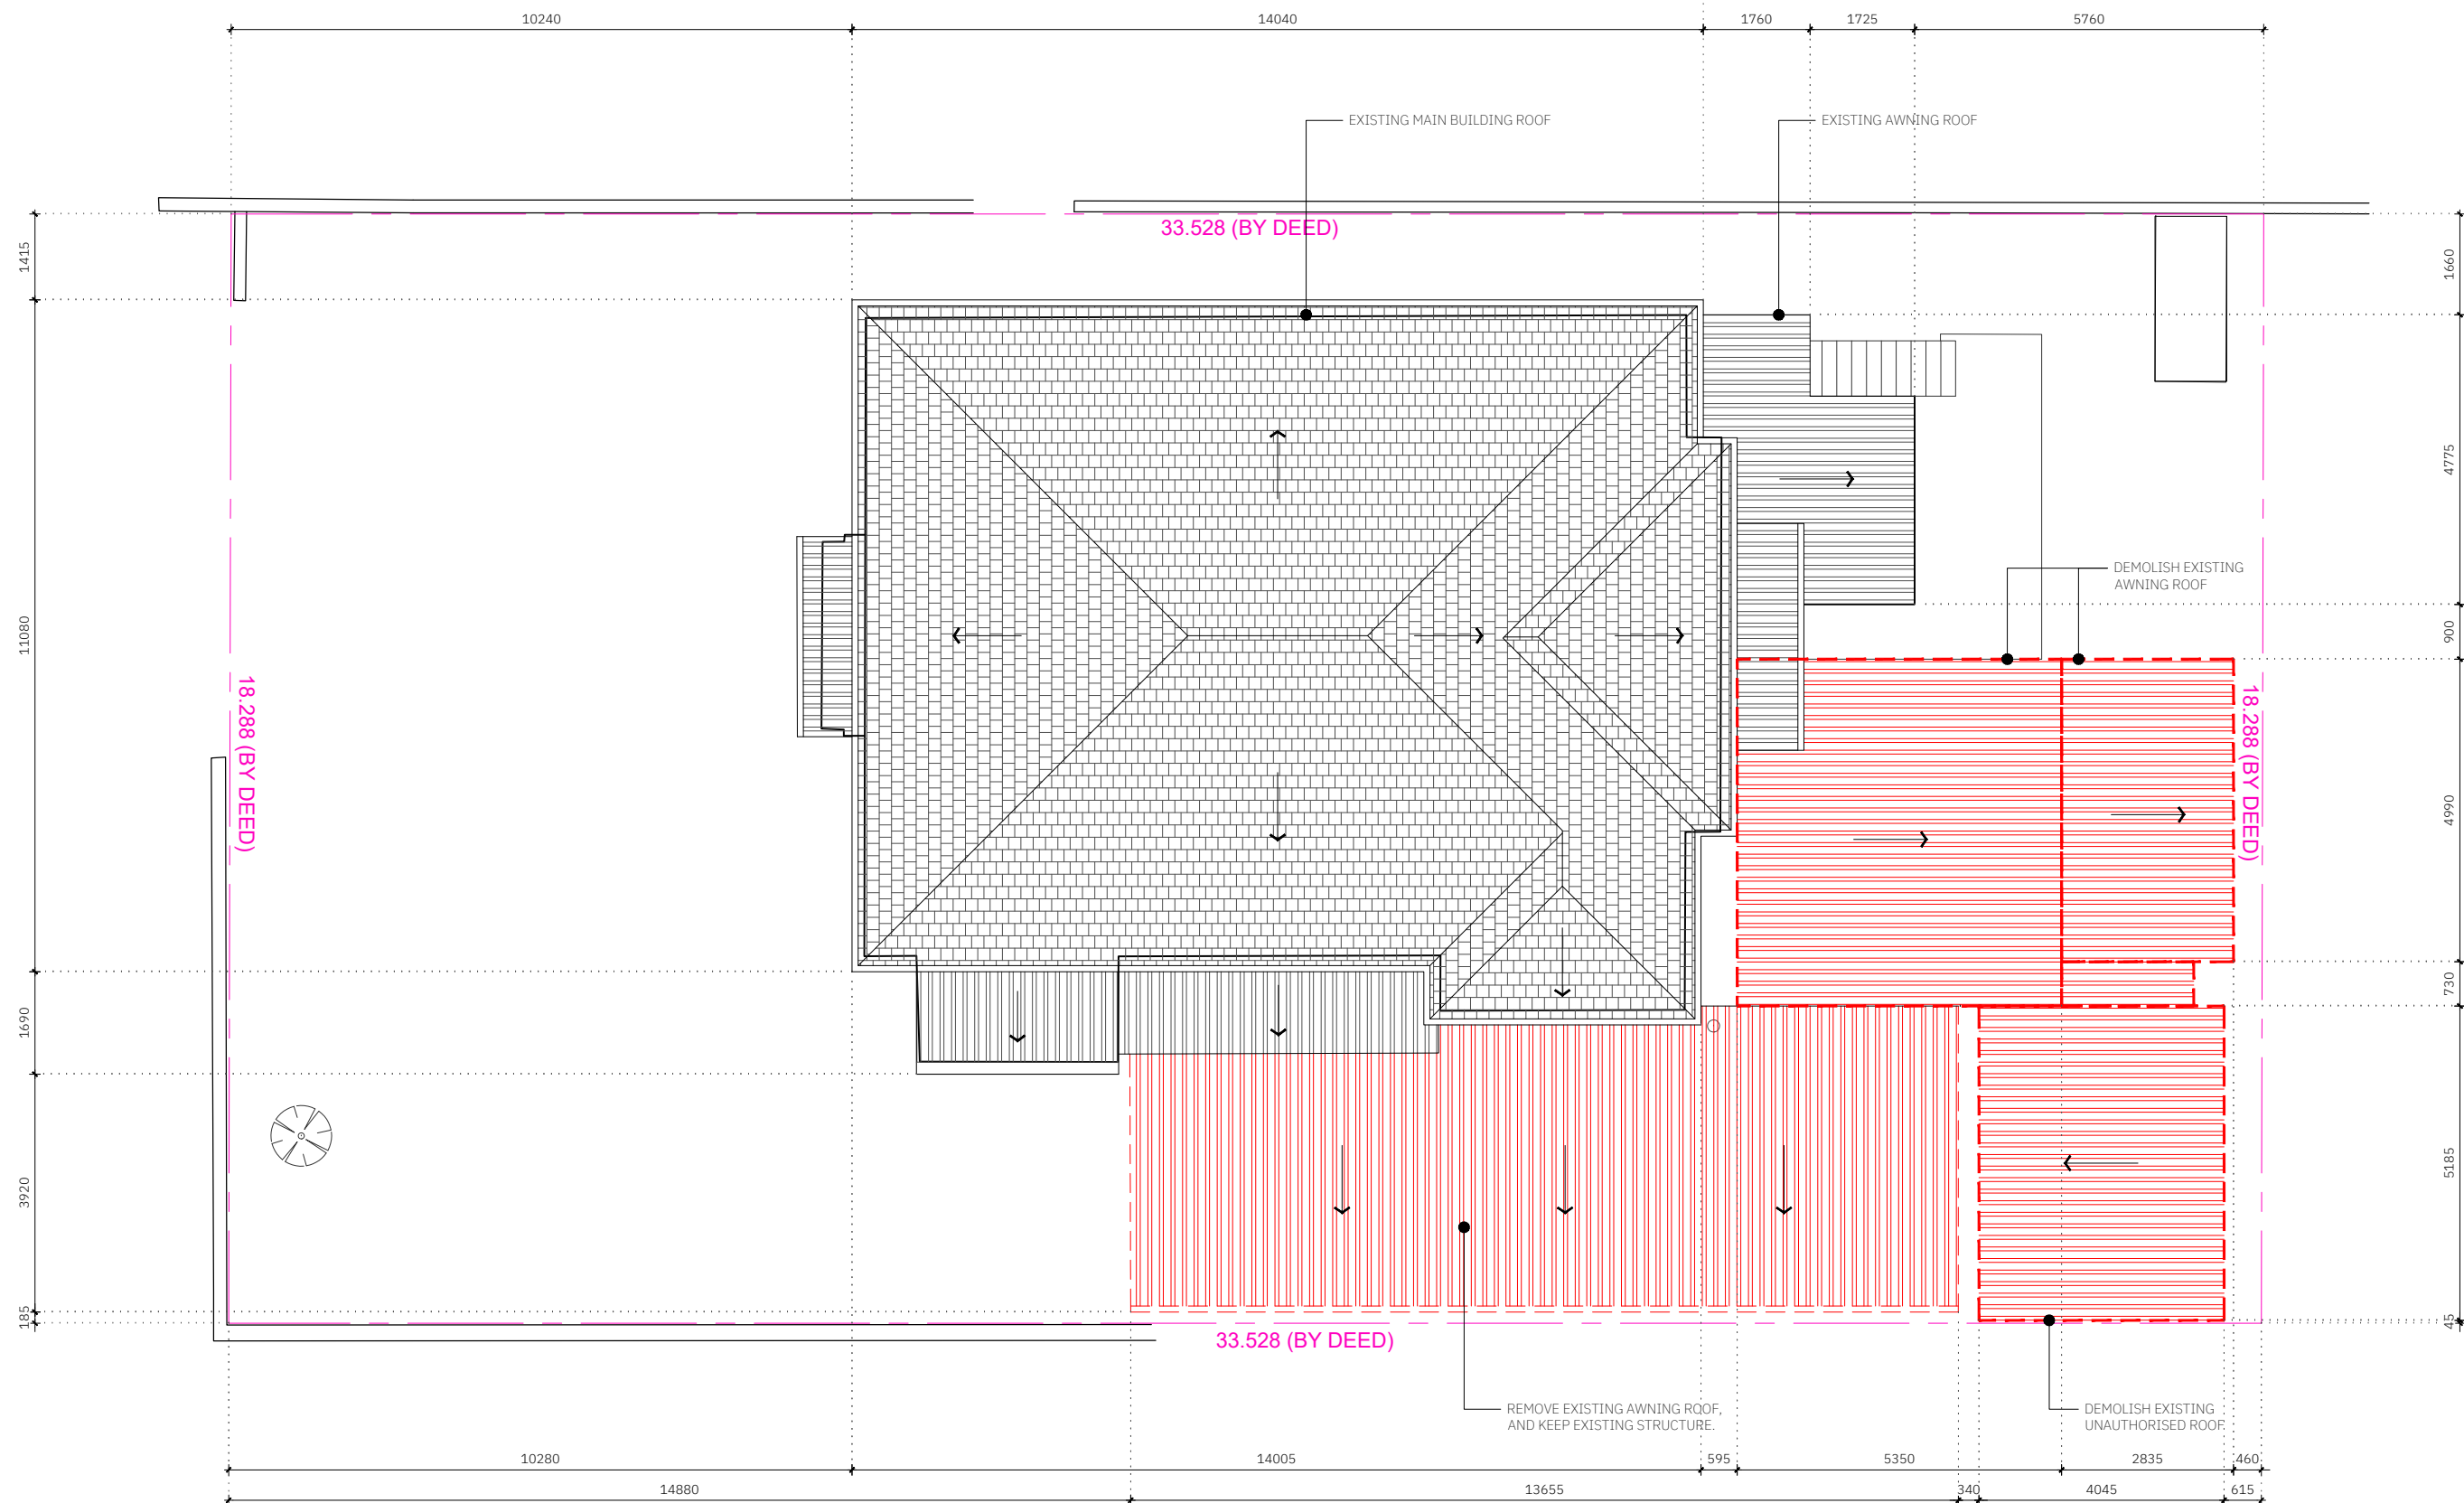 10240
14040
1760
1725
5760
EXISTING MAIN BUILDING ROOF
EXISTING AWNING ROOF
33.528 (BY DEED)
1415
11080
1690
3920
185
1660
4775
900
4990
730
5185
45
18.288 (BY DEED)
18.288 (BY DEED)
DEMOLISH EXISTING
AWNING ROOF
33.528 (BY DEED)
REMOVE EXISTING AWNING ROOF,
AND KEEP EXISTING STRUCTURE.
DEMOLISH EXISTING
UNAUTHORISED ROOF
10280
14005
595
5350
2835
460
14880
13655
340
4045
615